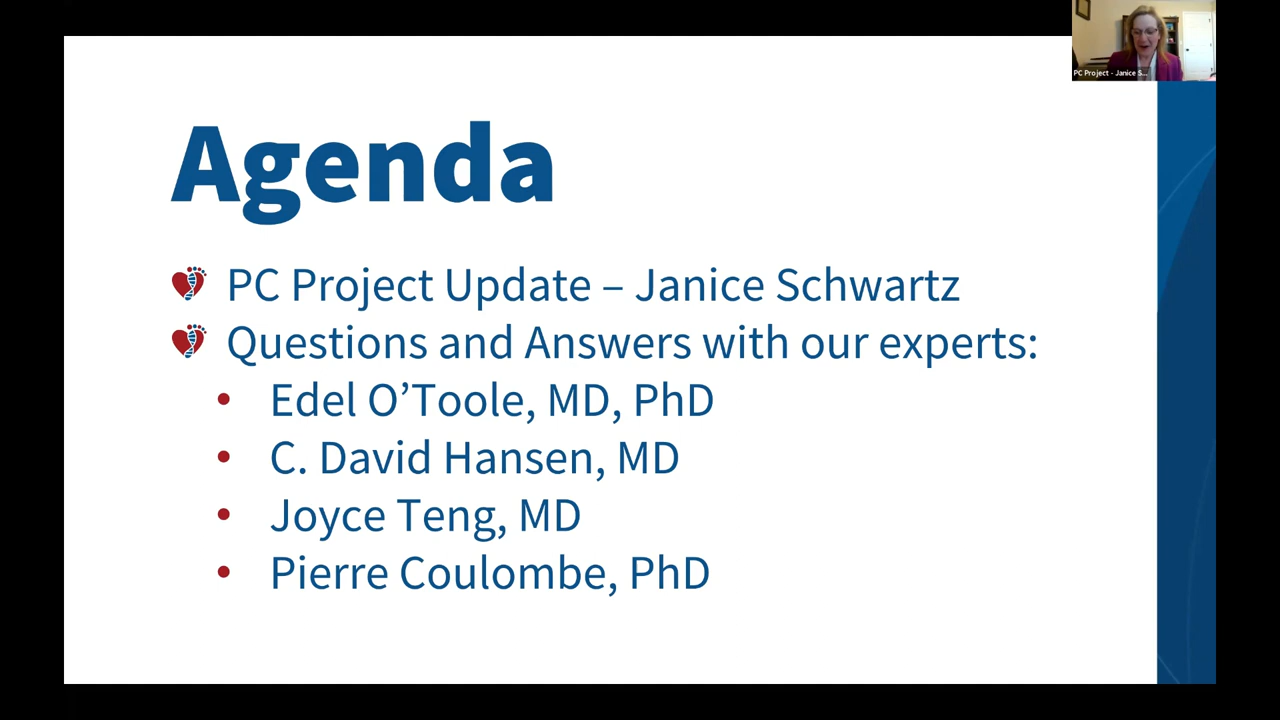 PC Project - Janice S...
Agenda
PC Project Update – Janice Schwartz
Questions and Answers with our experts:
• Edel O’Toole, MD, PhD
• C. David Hansen, MD
• Joyce Teng, MD
• Pierre Coulombe, PhD